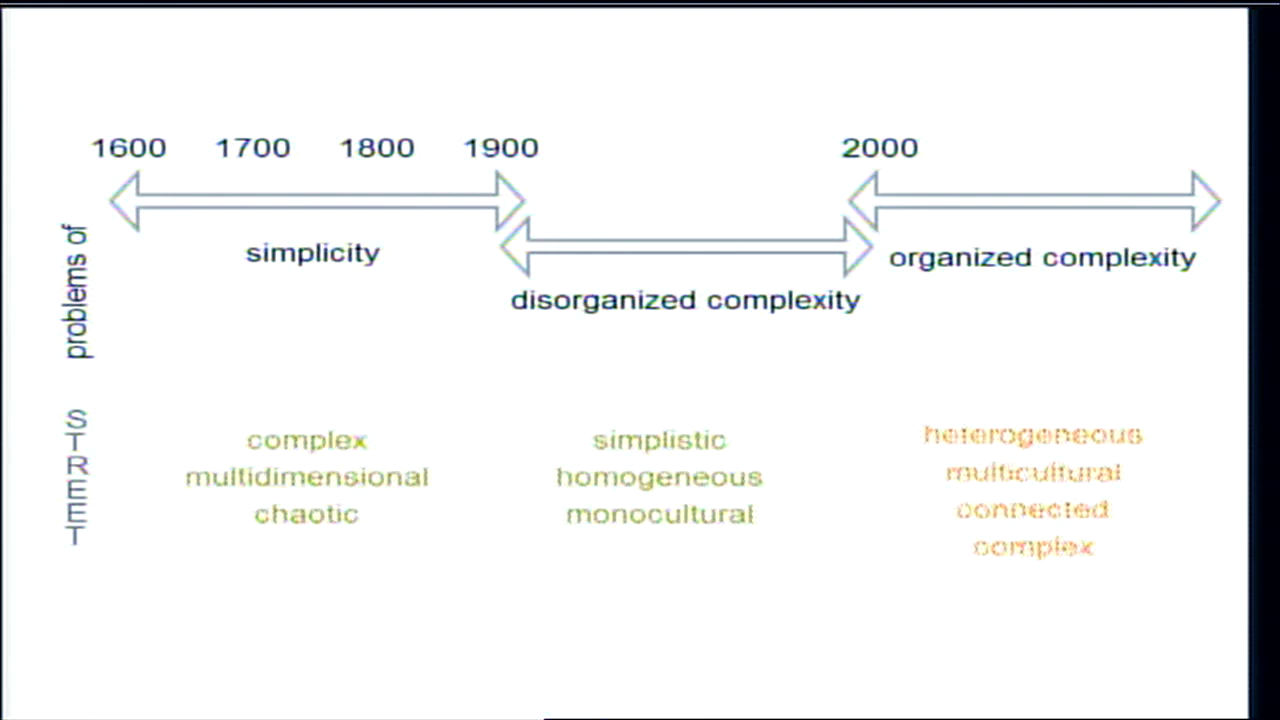 1600 1700 1800 1900 2000
problems of
simplicity
disorganized complexity
organized complexity
STREET
complex
multidimensional
chaotic
simplistic
homogeneous
monocultural
heterogeneous
multicultural
connected
complex